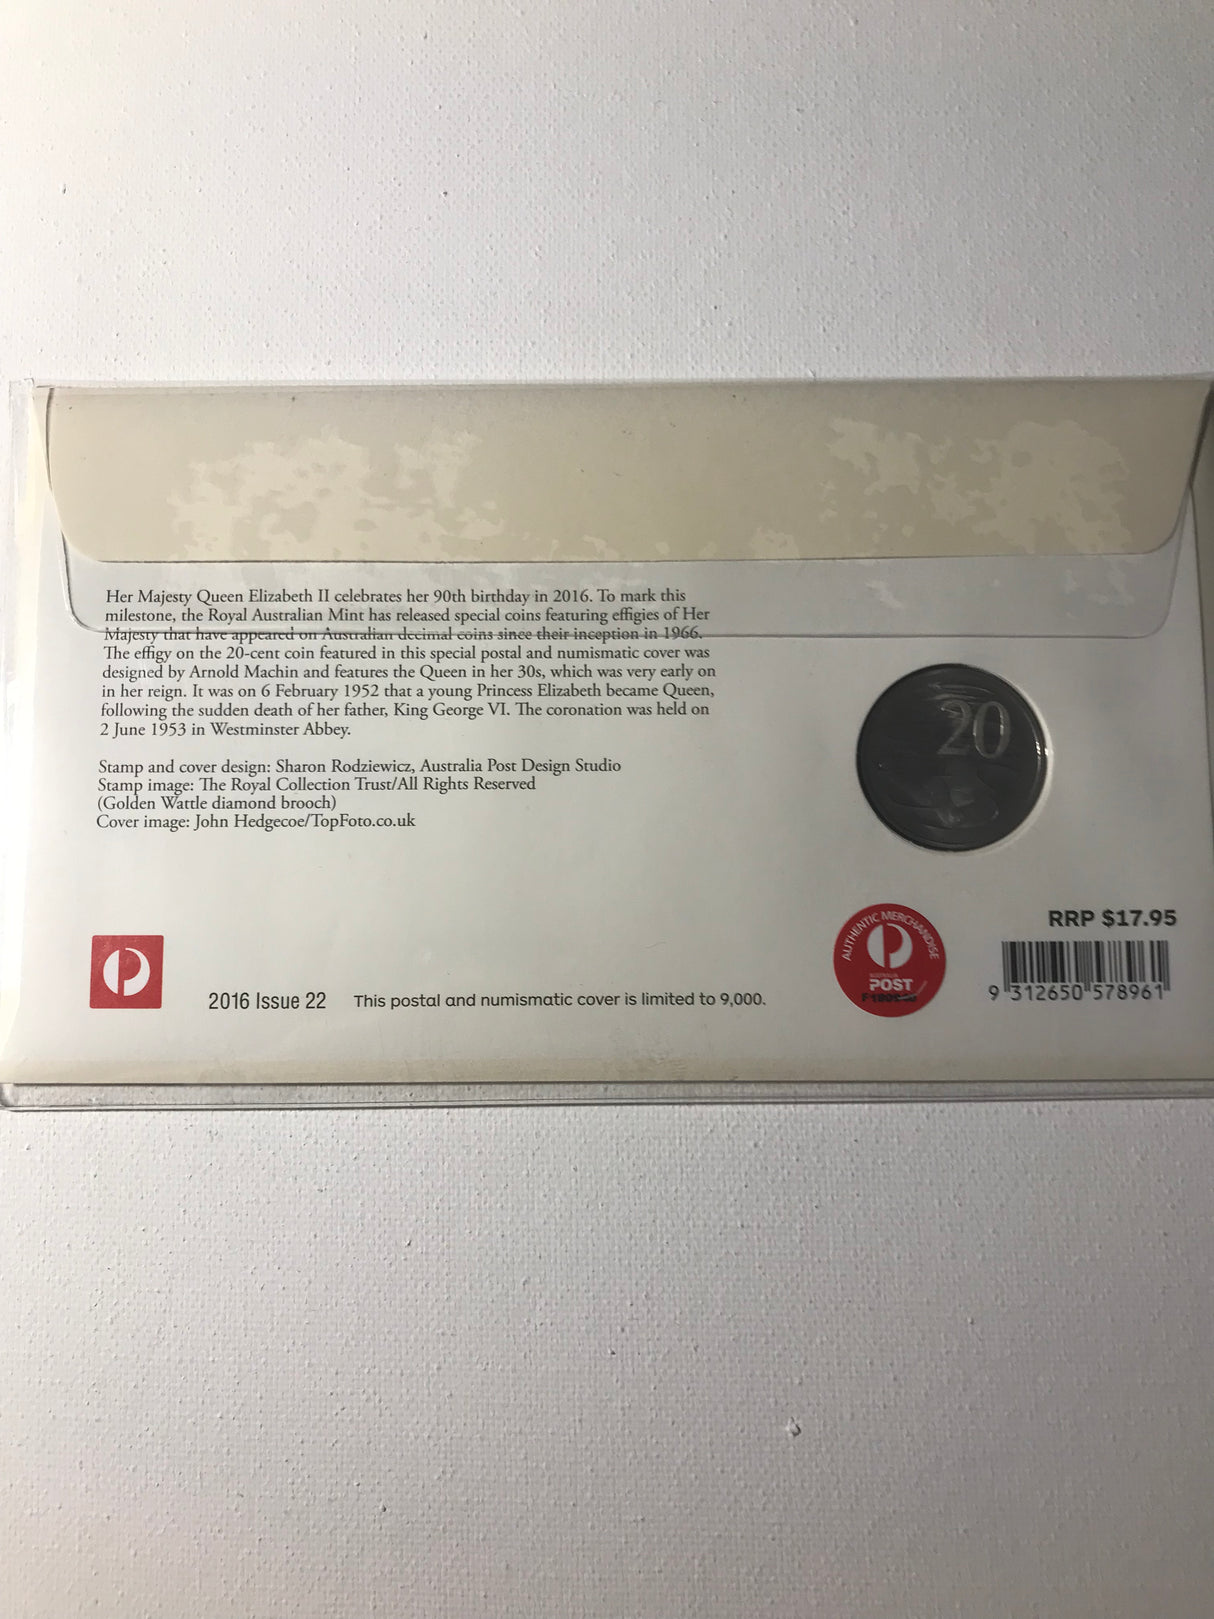 Her Majesty Queen Elizabeth II celebrates her 90th birthday in 2016. To mark this
milestone, the Royal Australian Mint has released special coins featuring effigies of Her
Majesty that have appeared on Australian decimal coins since their inception in 1966.
The effigy on the 20-cent coin featured in this special postal and numismatic cover was
designed by Arnold Machin and features the Queen in her 30s, which was very early on
in her reign. It was on 6 February 1952 that a young Princess Elizabeth became Queen,
following the sudden death of her father, King George VI. The coronation was held on
2 June 1953 in Westminster Abbey.
Stamp and cover design: Sharon Rodziewicz, Australia Post Design Studio
Stamp image: The Royal Collection Trust/All Rights Reserved
(Golden Wattle diamond brooch)
Cover image: John Hedgecoe/TopFoto.co.uk
20
2016 Issue 22
This postal and numismatic cover is limited to 9,000.
AUTHENTIC MERCHANDISE
AUSTRALIA
POST
RRP $17.95
9 312650 578961